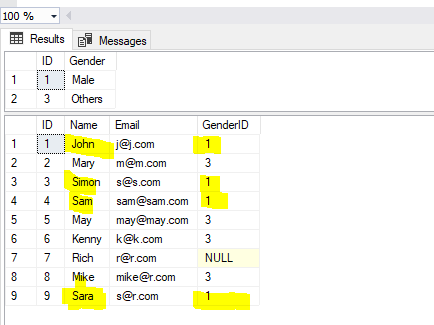 100 %
Results Messages
ID Gender
1 1 Male
2 3 Others
ID Name Email GenderID
1 1 John j@j.com 1
2 2 Mary m@m.com 3
3 3 Simon s@s.com 1
4 4 Sam sam@sam.com 1
5 5 May may@may.com 3
6 6 Kenny k@k.com 3
7 7 Rich r@r.com NULL
8 8 Mike mike@r.com 3
9 9 Sara s@r.com 1